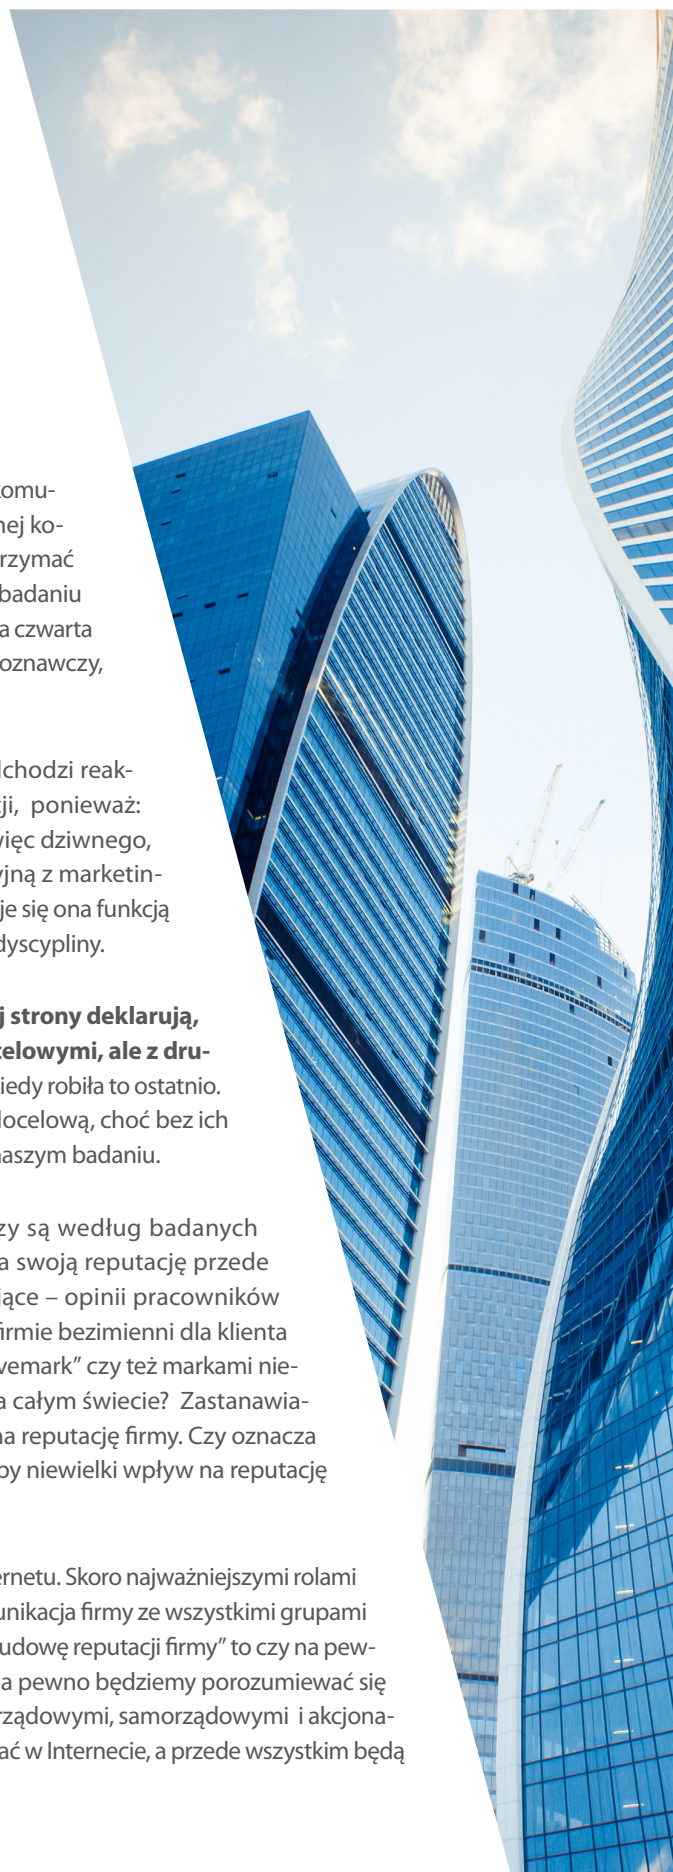 omu-
nej ko-
rzymać
badaniu
a czwarta
oznawczy,
chodzi reak-
ji, ponieważ:
więc dziwnego,
yjną z marketin-
je się ona funkcją
dyscypliny.
j strony deklarują,
elowymi, ale z dru-
iedy robiła to ostatnio.
docelową, choć bez ich
naszym badaniu.
zy są według badanych
a swoją reputację przede
iące – opinii pracowników
firmie bezimienni dla klienta
vemark” czy też markami nie-
a całym świecie? Zastanawia-
na reputację firmy. Czy oznacza
by niewielki wpływ na reputację
ernetu. Skoro najważniejszymi rolami
unikacja firmy ze wszystkimi grupami
udowę reputacji firmy” to czy na pew-
a pewno będziemy porozumiewać się
rządowymi, samorządowymi i akcjona-
ać w Internecie, a przede wszystkim będą